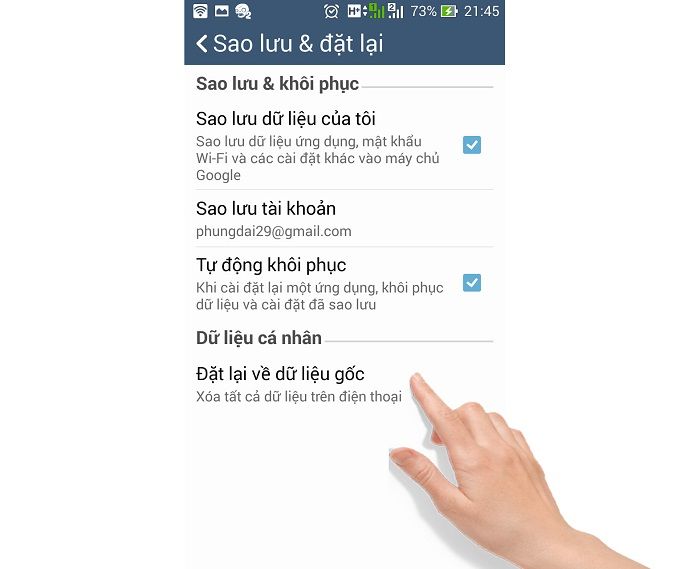 H+ 1 2 73% 21:45
Sao lưu & đặt lại
Sao lưu & khôi phục
Sao lưu dữ liệu của tôi
Sao lưu dữ liệu ứng dụng, mật khẩu
Wi-Fi và các cài đặt khác vào máy chủ
Google
Sao lưu tài khoản
phungdai29@gmail.com
Tự động khôi phục
Khi cài đặt lại một ứng dụng, khôi phục
dữ liệu và cài đặt đã sao lưu
Dữ liệu cá nhân
Đặt lại về dữ liệu gốc
Xóa tất cả dữ liệu trên điện thoại